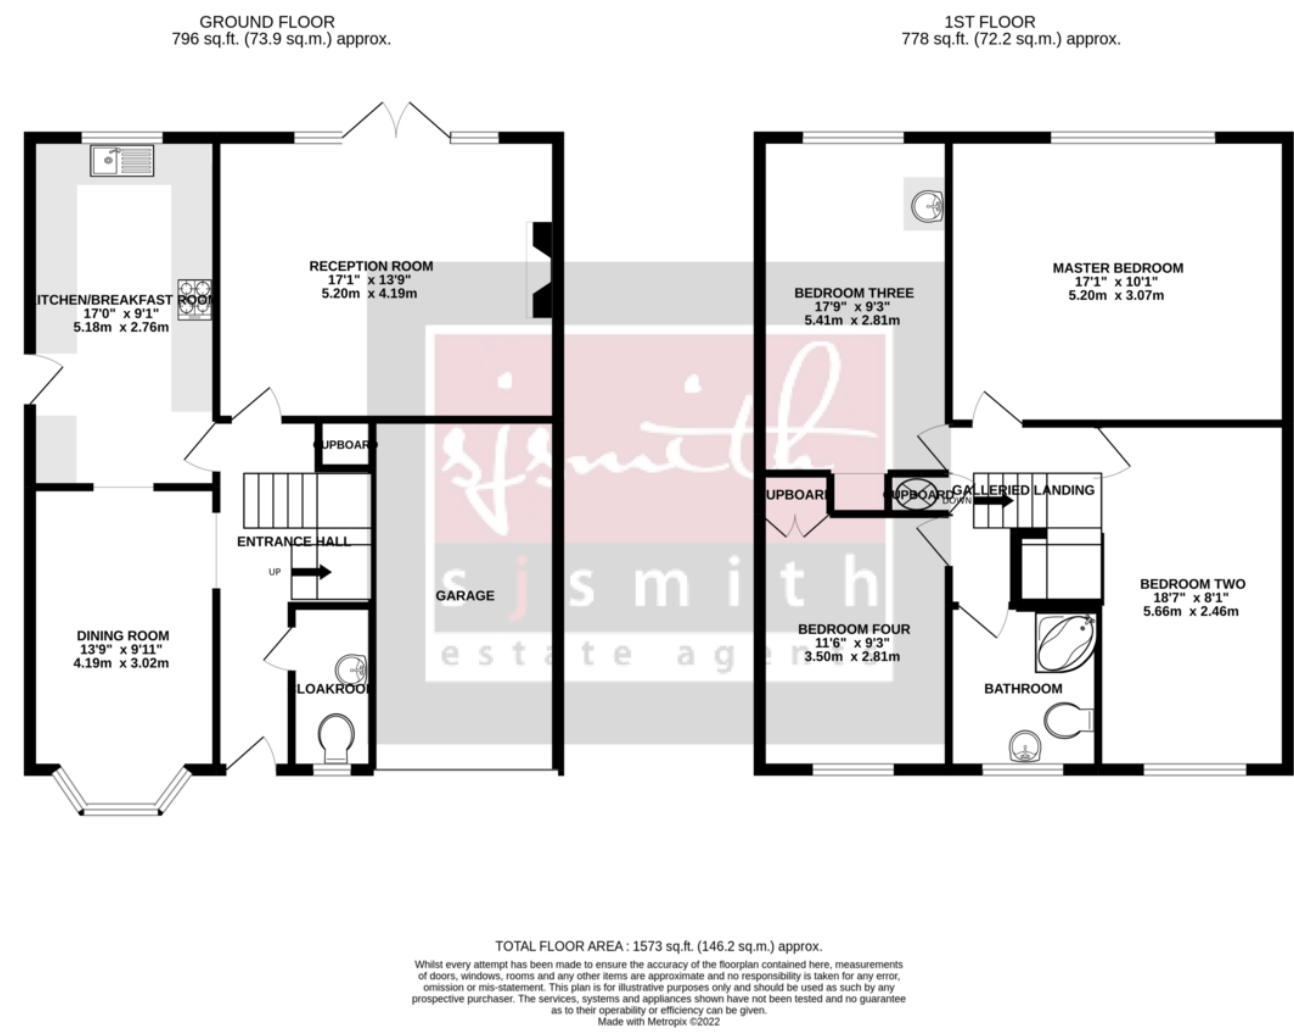 GROUND FLOOR
796 sq.ft. (73.9 sq.m.) approx.
1ST FLOOR
778 sq.ft. (72.2 sq.m.) approx.
RECEPTION ROOM
17'1" x 13'9"
5.20m x 4.19m
ITCHEN/BREAKFAST ROOM
17'0" x 9'1"
5.18m x 2.76m
CUPBOARD
ENTRANCE HALL
UP
GARAGE
DINING ROOM
13'9" x 9'11"
4.19m x 3.02m
LOAKROOM
MASTER BEDROOM
17'1" x 10'1"
5.20m x 3.07m
BEDROOM THREE
17'9" x 9'3"
5.41m x 2.81m
UPBOARD
CUPBOARD
GALLERIED LANDING
DOWN
BEDROOM TWO
18'7" x 8'1"
5.66m x 2.46m
BEDROOM FOUR
11'6" x 9'3"
3.50m x 2.81m
BATHROOM
sjsmith
sjsmith
estate agents
TOTAL FLOOR AREA : 1573 sq.ft. (146.2 sq.m.) approx.
Whilst every attempt has been made to ensure the accuracy of the floorplan contained here, measurements
of doors, windows, rooms and any other items are approximate and no responsibility is taken for any error,
omission or mis-statement. This plan is for illustrative purposes only and should be used as such by any
prospective purchaser. The services, systems and appliances shown have not been tested and no guarantee
as to their operability or efficiency can be given.
Made with Metropix ©2022